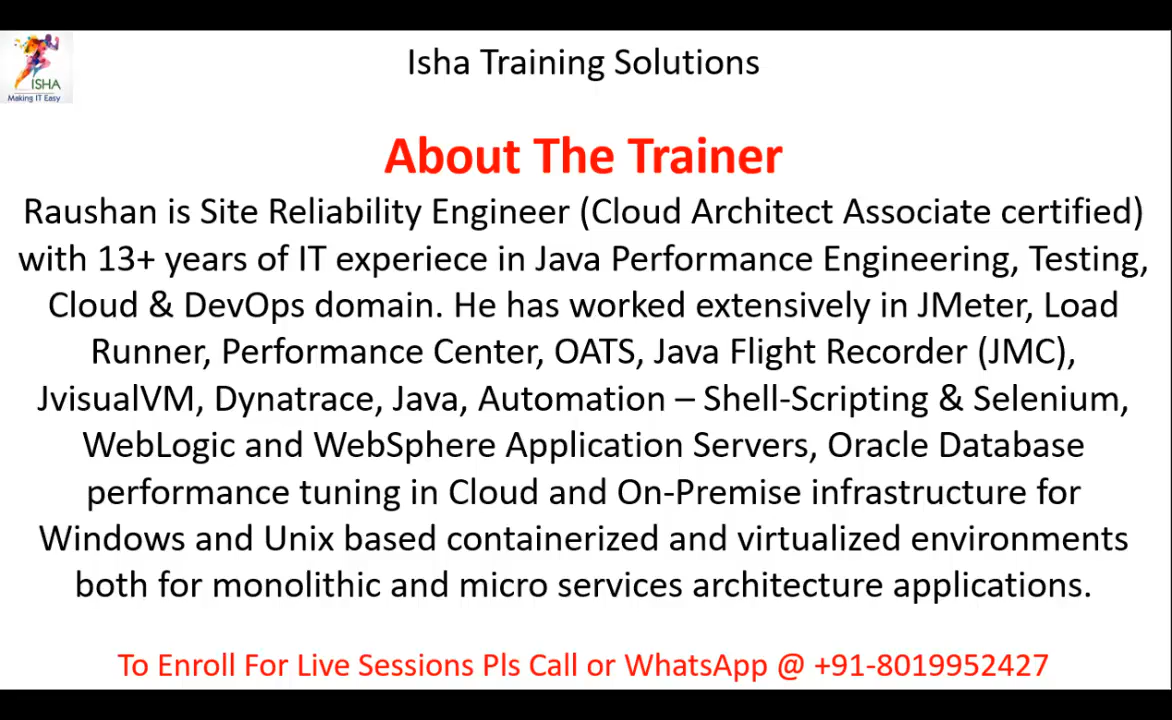 ISHA
Making IT Easy
Isha Training Solutions
About The Trainer
Raushan is Site Reliability Engineer (Cloud Architect Associate certified)
with 13+ years of IT experiece in Java Performance Engineering, Testing,
Cloud & DevOps domain. He has worked extensively in JMeter, Load
Runner, Performance Center, OATS, Java Flight Recorder (JMC),
JvisualVM, Dynatrace, Java, Automation – Shell-Scripting & Selenium,
WebLogic and WebSphere Application Servers, Oracle Database
performance tuning in Cloud and On-Premise infrastructure for
Windows and Unix based containerized and virtualized environments
both for monolithic and micro services architecture applications.
To Enroll For Live Sessions Pls Call or WhatsApp @ +91-8019952427